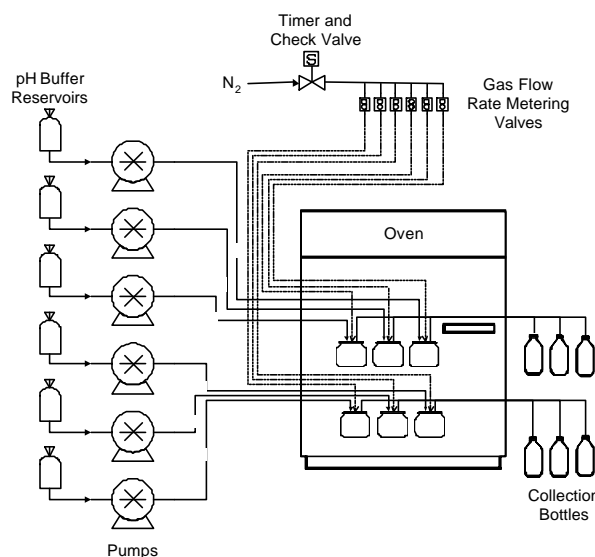 Timer and
Check Valve
S
N₂
pH Buffer
Reservoirs
Gas Flow
Rate Metering
Valves
Oven
Collection
Bottles
Pumps